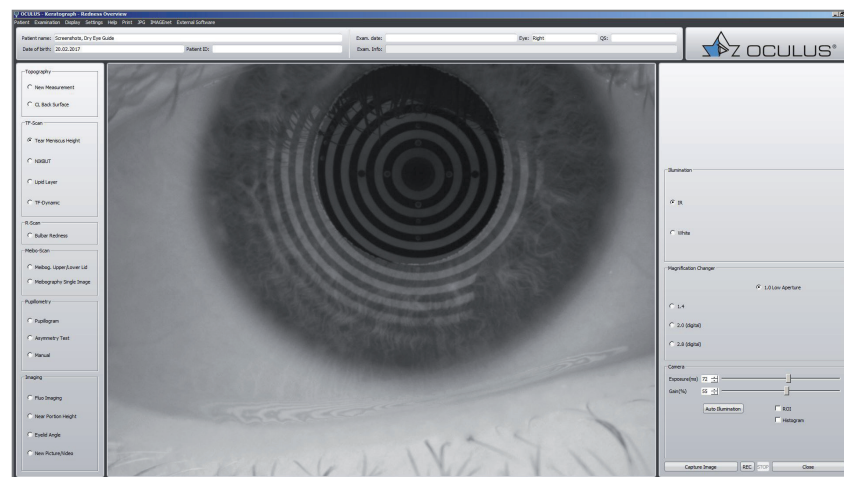 OCULUS - Keratograph - Redness Overview
Patient Examination Display Settings Help Print JPG IMAGEnet External Software
Patient name: Screenshots, Dry Eye Guide
Exam. date:
Eye: Right
QS:
Date of birth: 20.02.2017
Patient ID:
Exam. Info:
OCULUS®
Topography
New Measurement
CL Back Surface
TF-Scan
Tear Meniscus Height
NIKBUT
Lipid Layer
TF-Dynamic
R-Scan
Bulbar Redness
Meibo-Scan
Meibog. Upper/Lower Lid
Meibography Single Image
Pupillometry
Pupillogram
Asymmetry Test
Manual
Imaging
Fluo Imaging
Near Portion Height
Eyelid Angle
New Picture/Video
Illumination
IR
White
Magnification Changer
1.0 Low Aperture
1.4
2.0 (digital)
2.8 (digital)
Camera
Exposure(ms) 72
Gain(%) 55
Auto Illumination
ROI
Histogram
Capture Image REC STOP Close